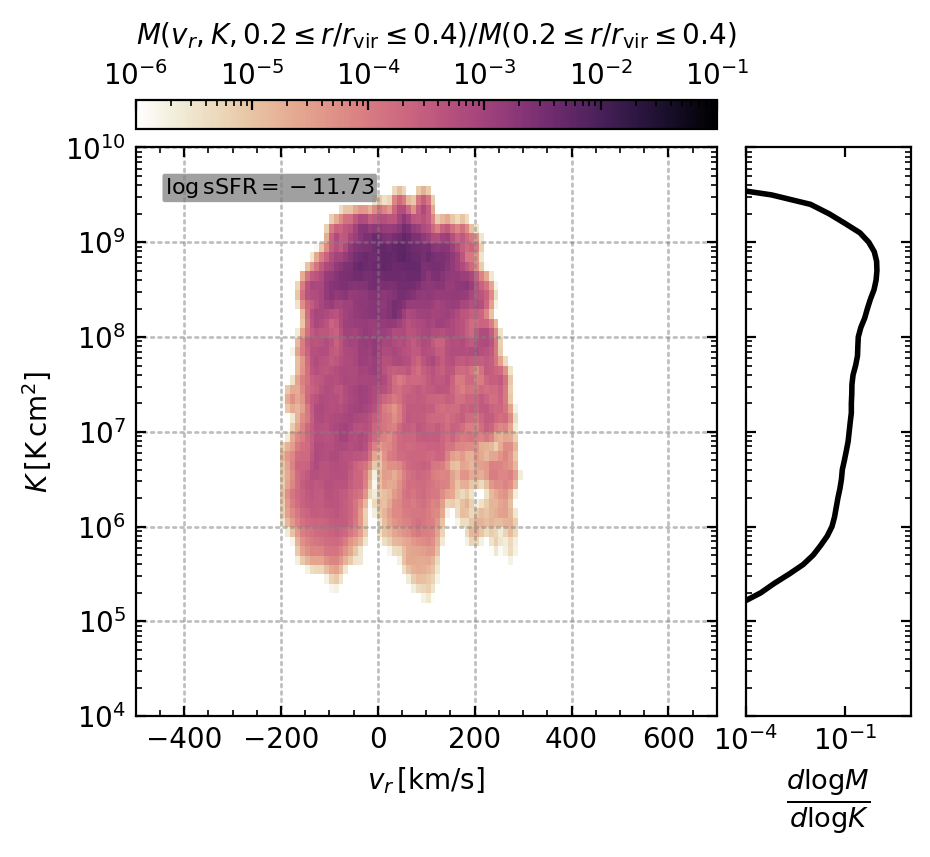 M(v_r, K, 0.2 ≤ r/r_vir ≤ 0.4)/M(0.2 ≤ r/r_vir ≤ 0.4)
10^−6 10^−5 10^−4 10^−3 10^−2 10^−1
log sSFR = −11.73
10^10
10^9
10^8
10^7
10^6
10^5
10^4
K [K cm^2]
−400 −200 0 200 400 600
v_r [km/s]
10^−4 10^−1
dlogM
dlogK